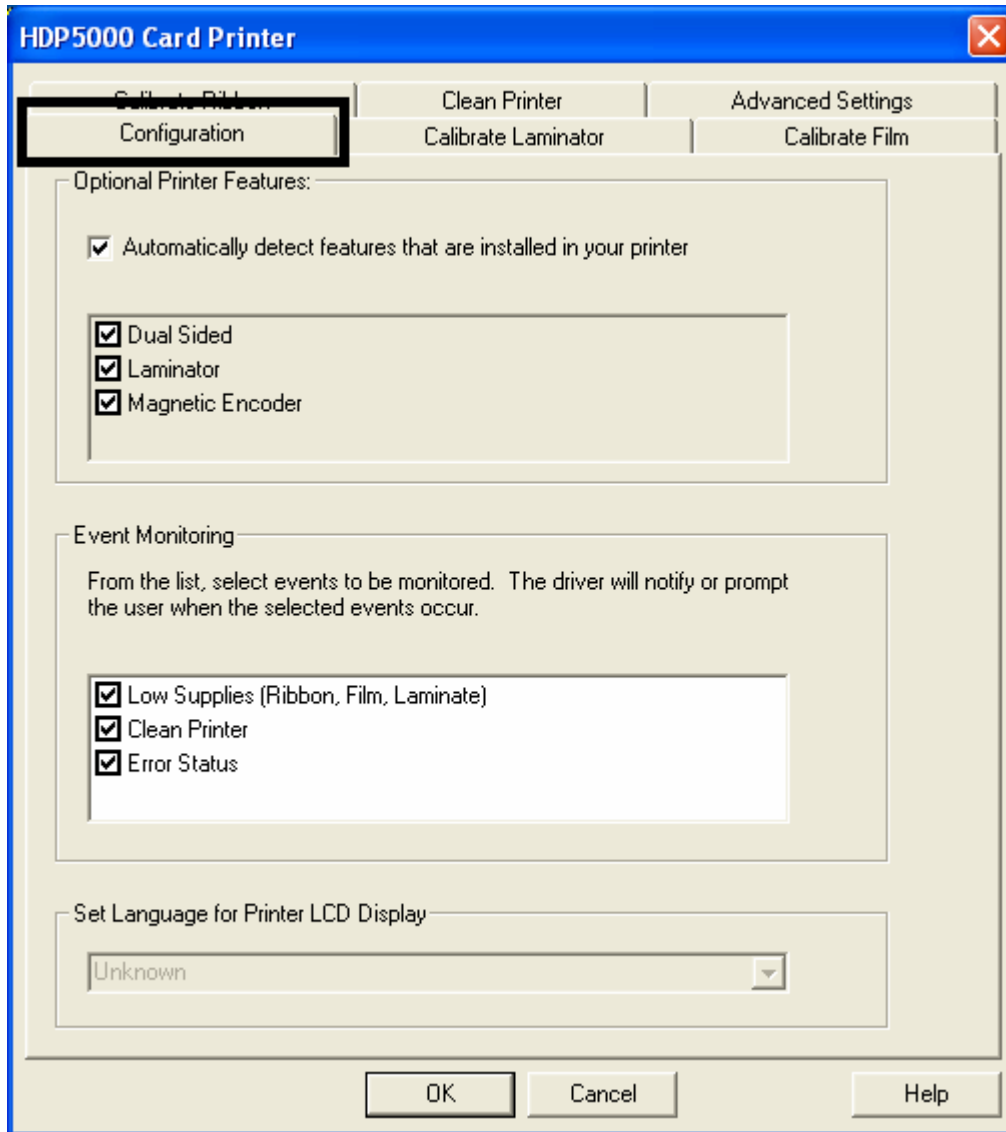 HDP5000 Card Printer
Calibrate Ribbon
Clean Printer
Advanced Settings
Configuration
Calibrate Laminator
Calibrate Film
Optional Printer Features:
Automatically detect features that are installed in your printer
Dual Sided
Laminator
Magnetic Encoder
Event Monitoring
From the list, select events to be monitored.  The driver will notify or prompt
the user when the selected events occur.
Low Supplies (Ribbon, Film, Laminate)
Clean Printer
Error Status
Set Language for Printer LCD Display
Unknown
OK
Cancel
Help